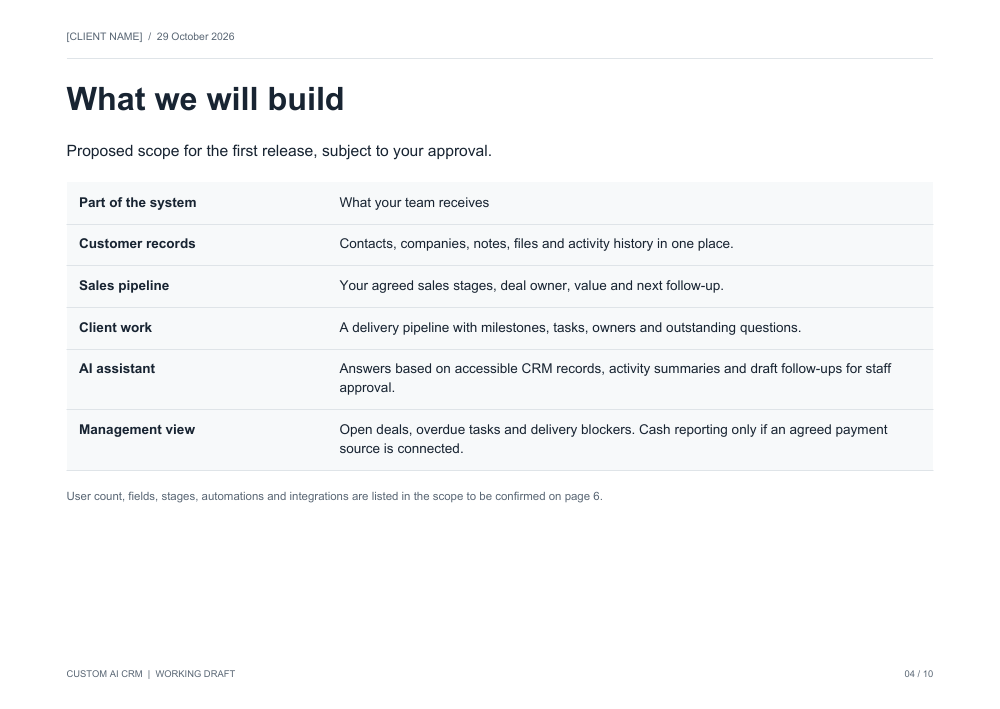 [CLIENT NAME] / 29 October 2026
What we will build
Proposed scope for the first release, subject to your approval.
Part of the system What your team receives
Customer records Contacts, companies, notes, files and activity history in one place.
Sales pipeline Your agreed sales stages, deal owner, value and next follow-up.
Client work A delivery pipeline with milestones, tasks, owners and outstanding questions.
AI assistant Answers based on accessible CRM records, activity summaries and draft follow-ups for staff
approval.
Management view Open deals, overdue tasks and delivery blockers. Cash reporting only if an agreed payment
source is connected.
User count, fields, stages, automations and integrations are listed in the scope to be confirmed on page 6.
CUSTOM AI CRM | WORKING DRAFT 04 / 10